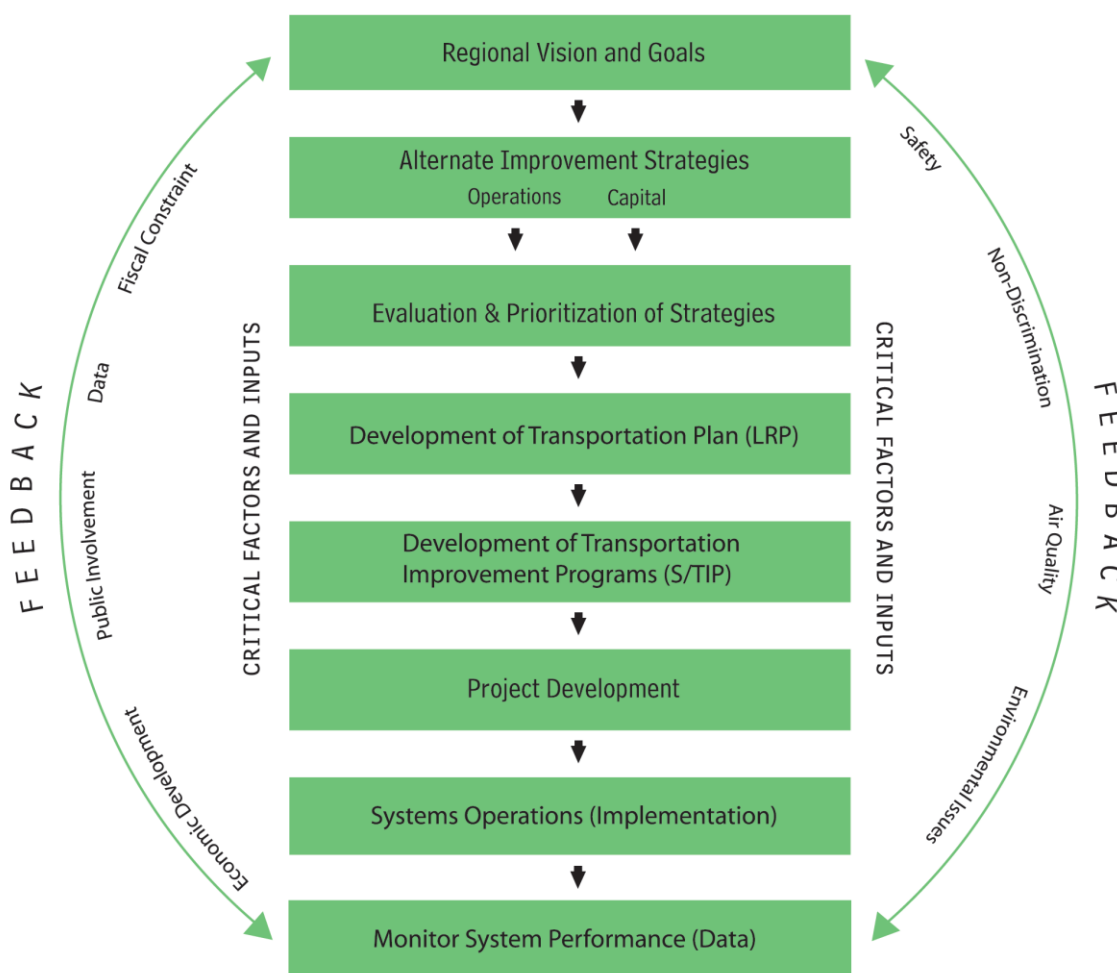 Regional Vision and Goals
Alternate Improvement Strategies
Operations Capital
Evaluation & Prioritization of Strategies
Development of Transportation Plan (LRP)
Development of Transportation
Improvement Programs (S/TIP)
Project Development
Systems Operations (Implementation)
Monitor System Performance (Data)
FEEDBACK
Fiscal Constraint
Data
Public Involvement
Economic Development
CRITICAL FACTORS AND INPUTS
CRITICAL FACTORS AND INPUTS
Safety
Non-Discrimination
Air Quality
Environmental Issues
FEEDBACK